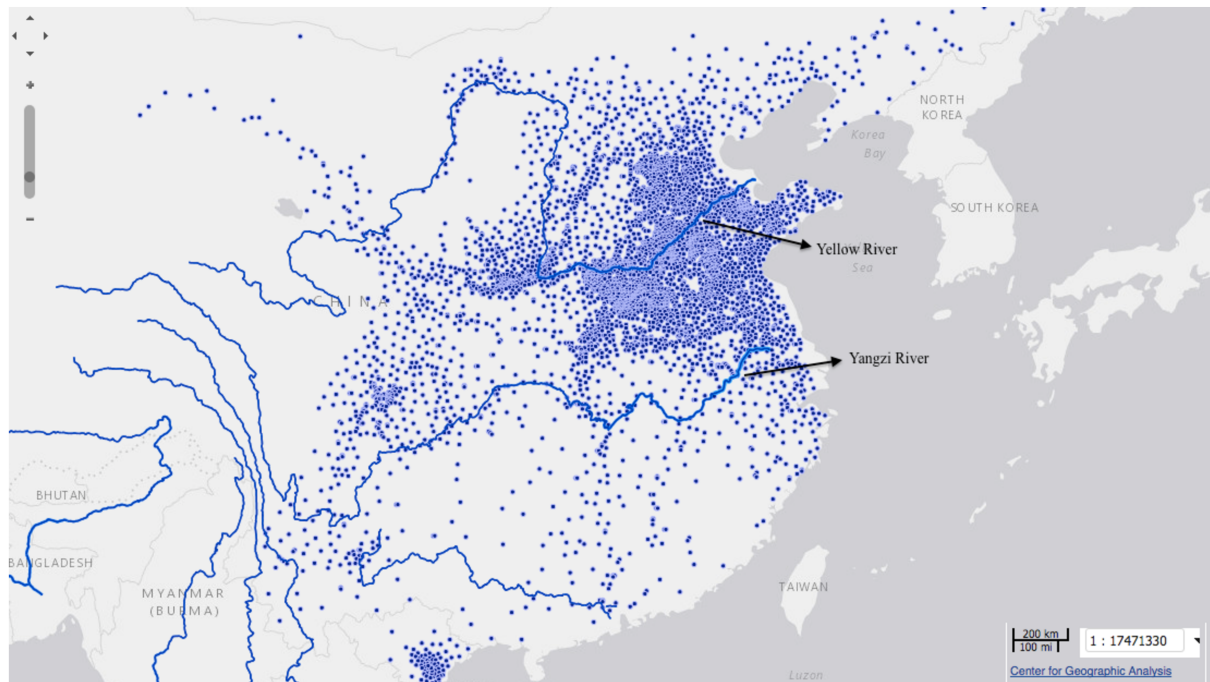 NORTH
KOREA
Korea
Bay
SOUTH KOREA
Yellow River
Sea
CHINA
Yangzi River
BHUTAN
BANGLADESH
MYANMAR
(BURMA)
TAIWAN
Luzon
200 km
100 mi
1 : 17471330
Center for Geographic Analysis